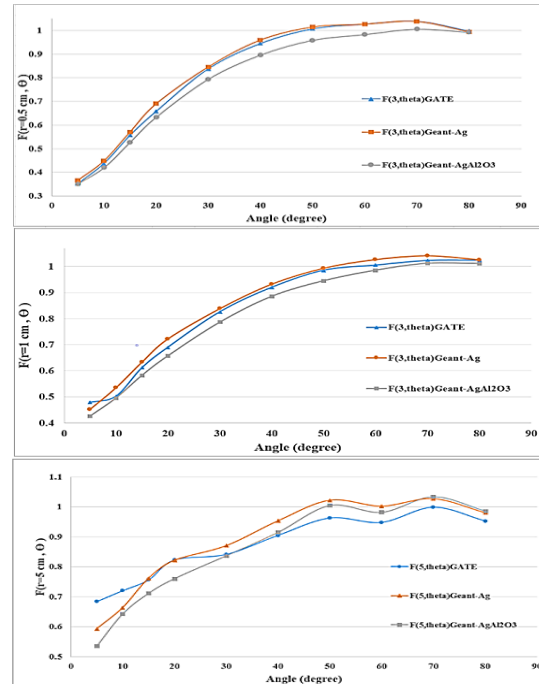 F(r=0.5 cm , Θ)
1
0.9
0.8
0.7
0.6
0.5
0.4
0.3
F(3,theta)GATE
F(3,theta)Geant-Ag
F(3,theta)Geant-AgAl2O3
0 10 20 30 40 50 60 70 80 90
Angle (degree)
F(r=1 cm , Θ)
1
0.9
0.8
0.7
0.6
0.5
0.4
F(3,theta)GATE
F(3,theta)Geant-Ag
F(3,theta)Geant-AgAl2O3
0 10 20 30 40 50 60 70 80 90
Angle (degree)
F(r=5 cm , Θ)
1.1
1
0.9
0.8
0.7
0.6
0.5
F(5,theta)GATE
F(5,theta)Geant-Ag
F(5,theta)Geant-AgAl2O3
0 10 20 30 40 50 60 70 80 90
Angle (degree)